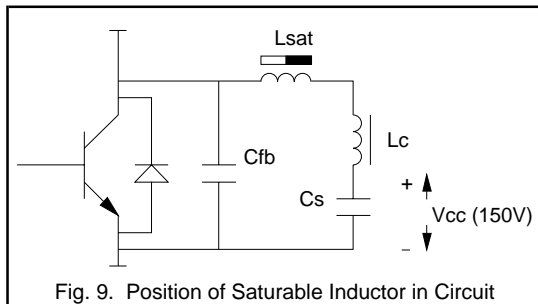 Lsat
Lc
Cfb
Cs
+
Vcc (150V)
–
Fig. 9. Position of Saturable Inductor in Circuit